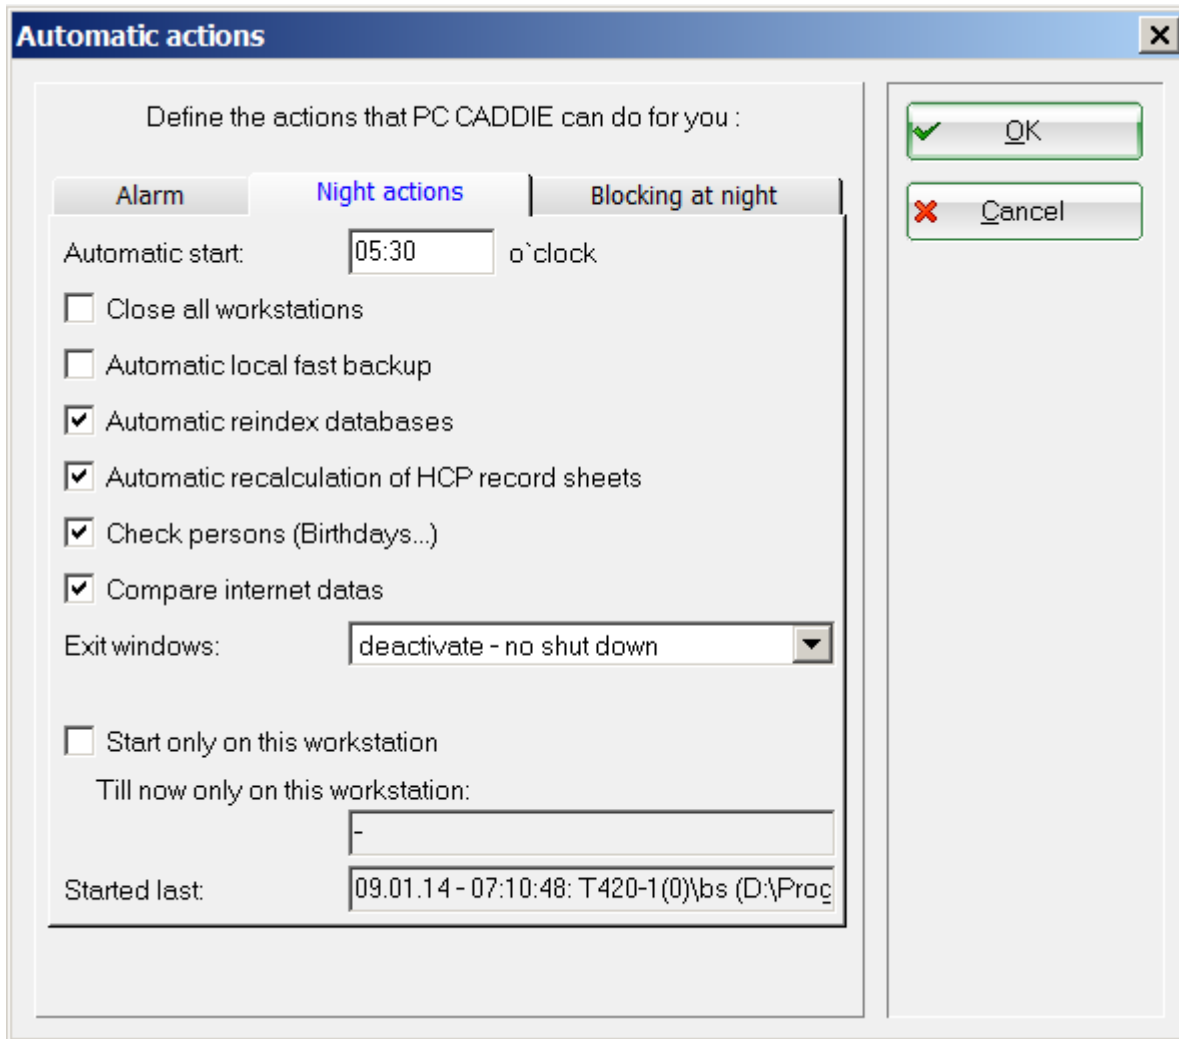 Automatic actions
Define the actions that PC CADDIE can do for you :
OK
Cancel
Alarm Night actions Blocking at night
Automatic start: 05:30 o`clock
Close all workstations
Automatic local fast backup
Automatic reindex databases
Automatic recalculation of HCP record sheets
Check persons (Birthdays...)
Compare internet datas
Exit windows: deactivate - no shut down
Start only on this workstation
Till now only on this workstation:
-
Started last: 09.01.14 - 07:10:48: T420-1(0)\bs (D:\Prog